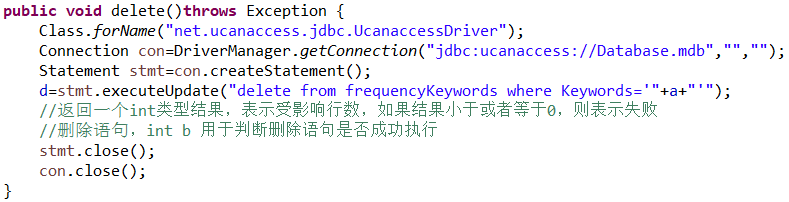 public void delete()throws Exception {
Class.forName("net.ucanaccess.jdbc.UcanaccessDriver");
Connection con=DriverManager.getConnection("jdbc:ucanaccess://Database.mdb","","");
Statement stmt=con.createStatement();
d=stmt.executeUpdate("delete from frequencyKeywords where Keywords='"+a+"'");
//返回一个int类型结果，表示受影响行数，如果结果小于或者等于0，则表示失败
//删除语句，int b 用于判断删除语句是否成功执行
stmt.close();
con.close();
}